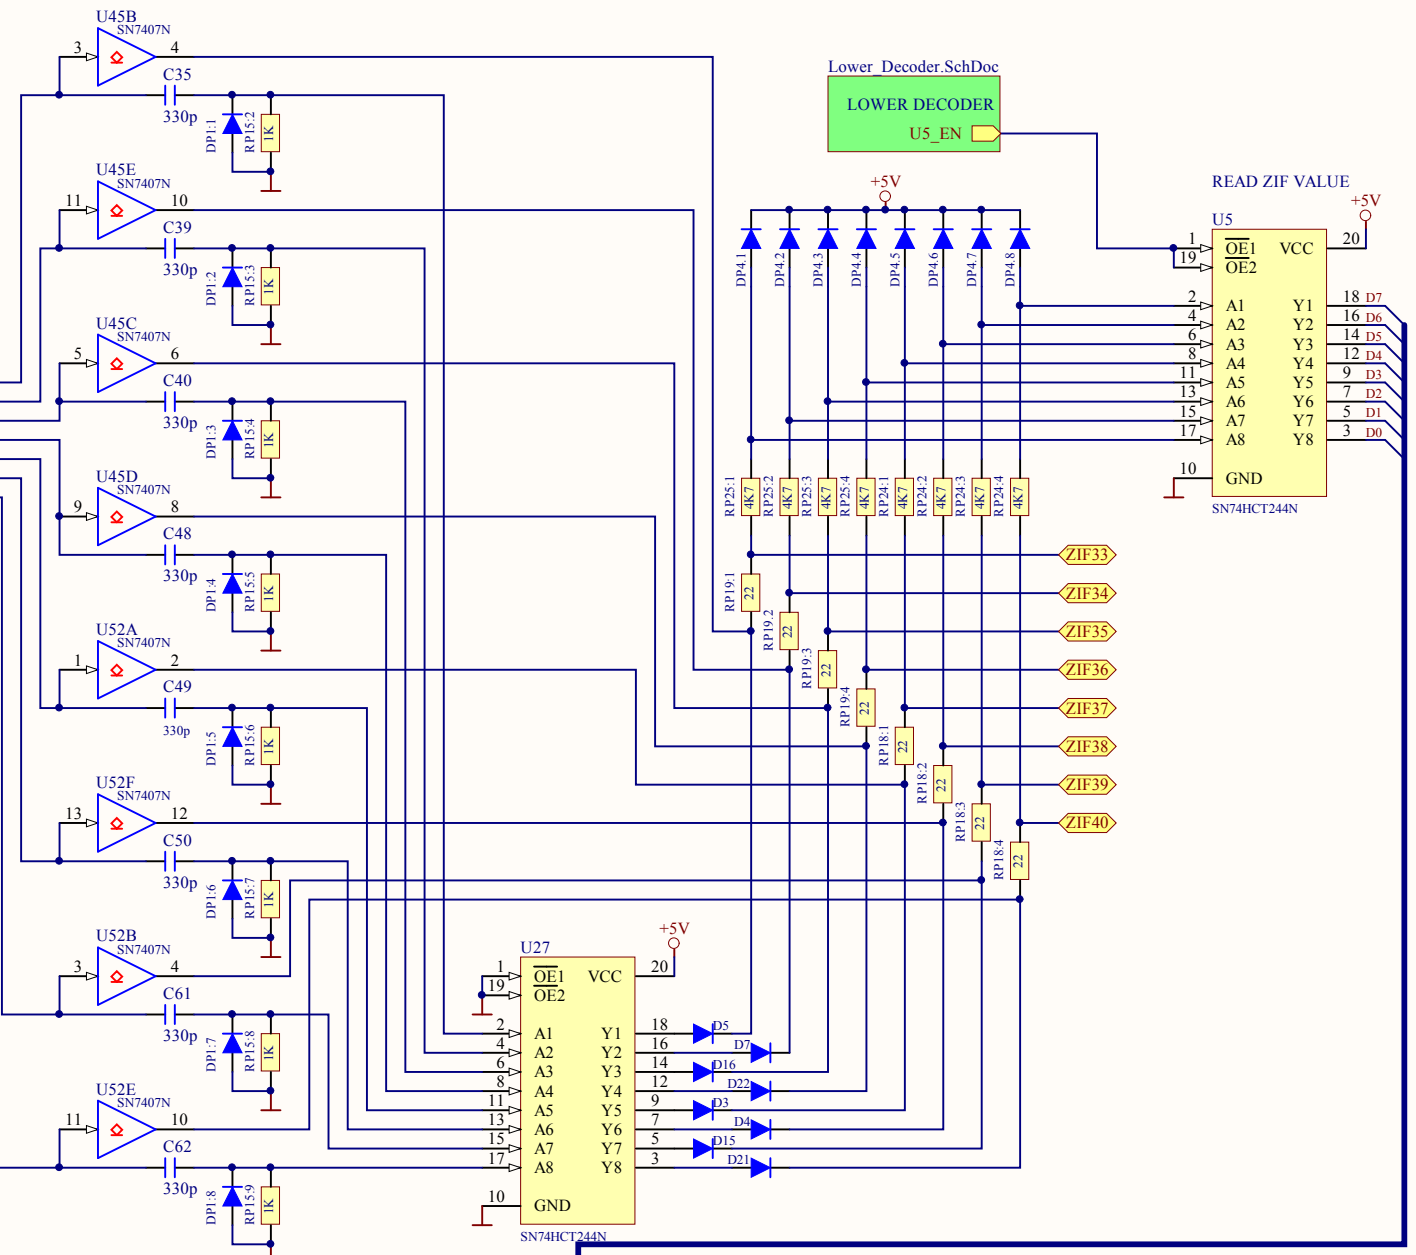 U45B
SN7407N
3
4
C35
330p
DP1:1
RP15:2
1K
U45E
SN7407N
11
10
C39
330p
DP1:2
RP15:3
1K
U45C
SN7407N
5
6
C40
330p
DP1:3
RP15:4
1K
U45D
SN7407N
9
8
C48
330p
DP1:4
RP15:5
1K
U52A
SN7407N
1
2
C49
330p
DP1:5
RP15:6
1K
U52F
SN7407N
13
12
C50
330p
DP1:6
RP15:7
1K
U52B
SN7407N
3
4
C61
330p
DP1:7
RP15:8
1K
U52E
SN7407N
11
10
C62
330p
DP1:8
RP15:9
1K
Lower_Decoder.SchDoc
LOWER DECODER
U5_EN
+5V
DP4.1
DP4.2
DP4.3
DP4.4
DP4.5
DP4.6
DP4.7
DP4.8
READ ZIF VALUE
+5V
U5
1 OE1 VCC 20
19 OE2
2 A1 Y1 18 D7
4 A2 Y2 16 D6
6 A3 Y3 14 D5
8 A4 Y4 12 D4
11 A5 Y5 9 D3
13 A6 Y6 7 D2
15 A7 Y7 5 D1
17 A8 Y8 3 D0
10 GND
SN74HCT244N
RP25:1
4K7
RP25:2
4K7
RP25:3
4K7
RP25:4
4K7
RP24:1
4K7
RP24:2
4K7
RP24:3
4K7
RP24:4
4K7
ZIF33
RP19:1
22
ZIF34
RP19:2
22
ZIF35
RP19:3
22
ZIF36
RP19:4
22
ZIF37
RP18:1
22
ZIF38
RP18:2
22
ZIF39
RP18:3
22
ZIF40
RP18:4
22
+5V
U27
1 OE1 VCC 20
19 OE2
2 A1 Y1 18 D5
4 A2 Y2 16 D7
6 A3 Y3 14 D16
8 A4 Y4 12 D22
11 A5 Y5 9 D3
13 A6 Y6 7 D4
15 A7 Y7 5 D15
17 A8 Y8 3 D21
10 GND
SN74HCT244N